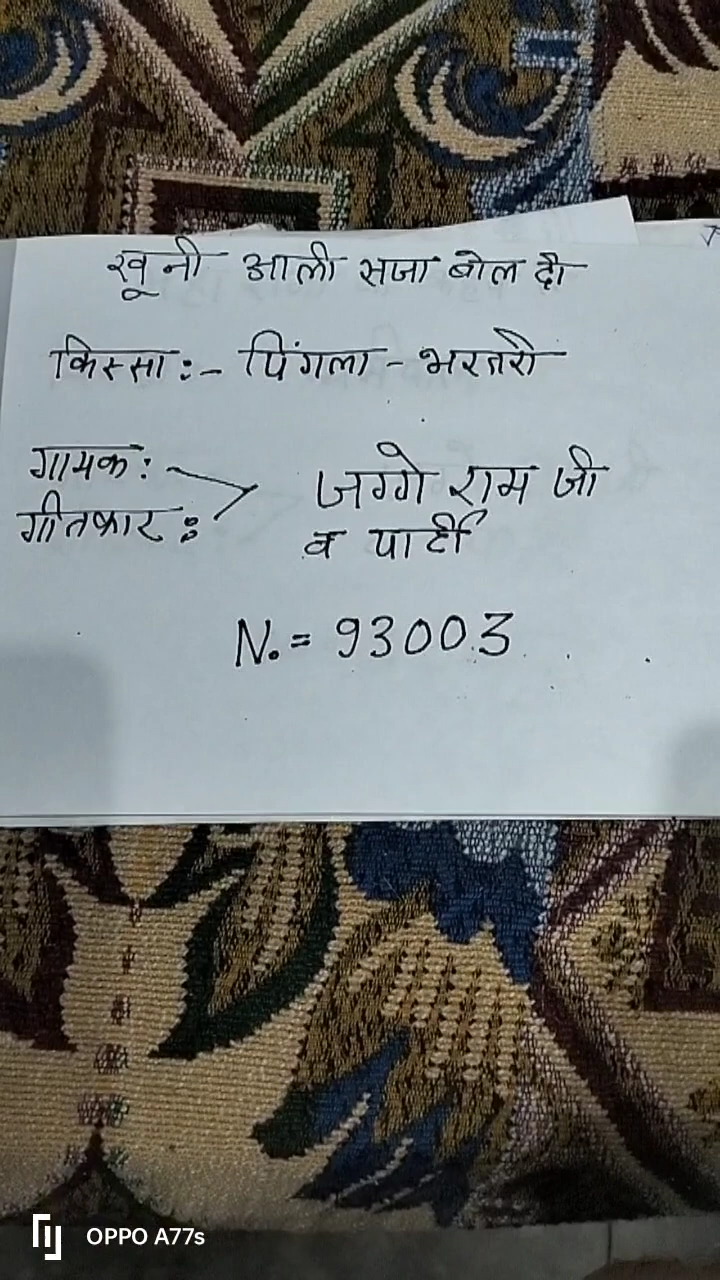 खूनी आली सजा बोल दी
किस्सा :- पिंगला - भरतरी
गायक :
गीतकार :
जग्गे राम जी
व पार्टी
N. = 93003
OPPO A77s